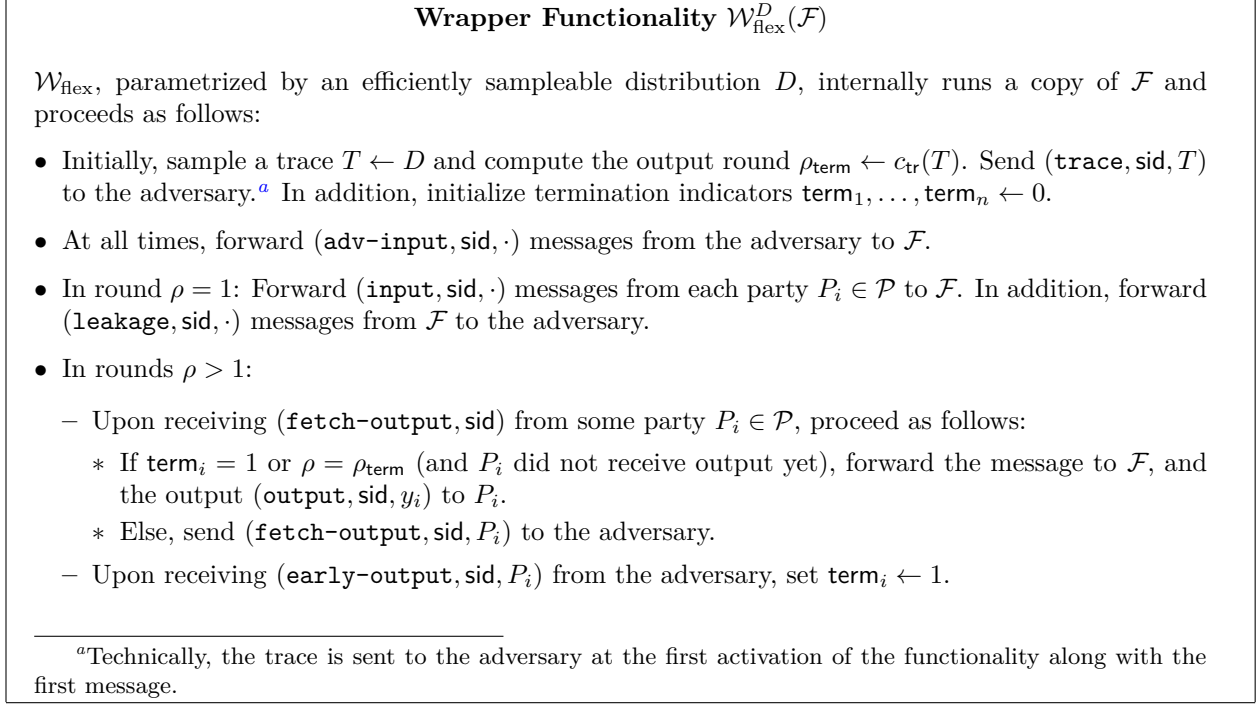 Wrapper Functionality 𝒲_flex^D(ℱ)
𝒲_flex, parametrized by an efficiently sampleable distribution D, internally runs a copy of ℱ and
proceeds as follows:
• Initially, sample a trace T ← D and compute the output round ρ_term ← c_tr(T). Send (trace, sid, T)
to the adversary.^a In addition, initialize termination indicators term_1, . . . , term_n ← 0.
• At all times, forward (adv-input, sid, ·) messages from the adversary to ℱ.
• In round ρ = 1: Forward (input, sid, ·) messages from each party P_i ∈ 𝒫 to ℱ. In addition, forward
(leakage, sid, ·) messages from ℱ to the adversary.
• In rounds ρ > 1:
– Upon receiving (fetch-output, sid) from some party P_i ∈ 𝒫, proceed as follows:
∗ If term_i = 1 or ρ = ρ_term (and P_i did not receive output yet), forward the message to ℱ, and
the output (output, sid, y_i) to P_i.
∗ Else, send (fetch-output, sid, P_i) to the adversary.
– Upon receiving (early-output, sid, P_i) from the adversary, set term_i ← 1.
^a Technically, the trace is sent to the adversary at the first activation of the functionality along with the
first message.